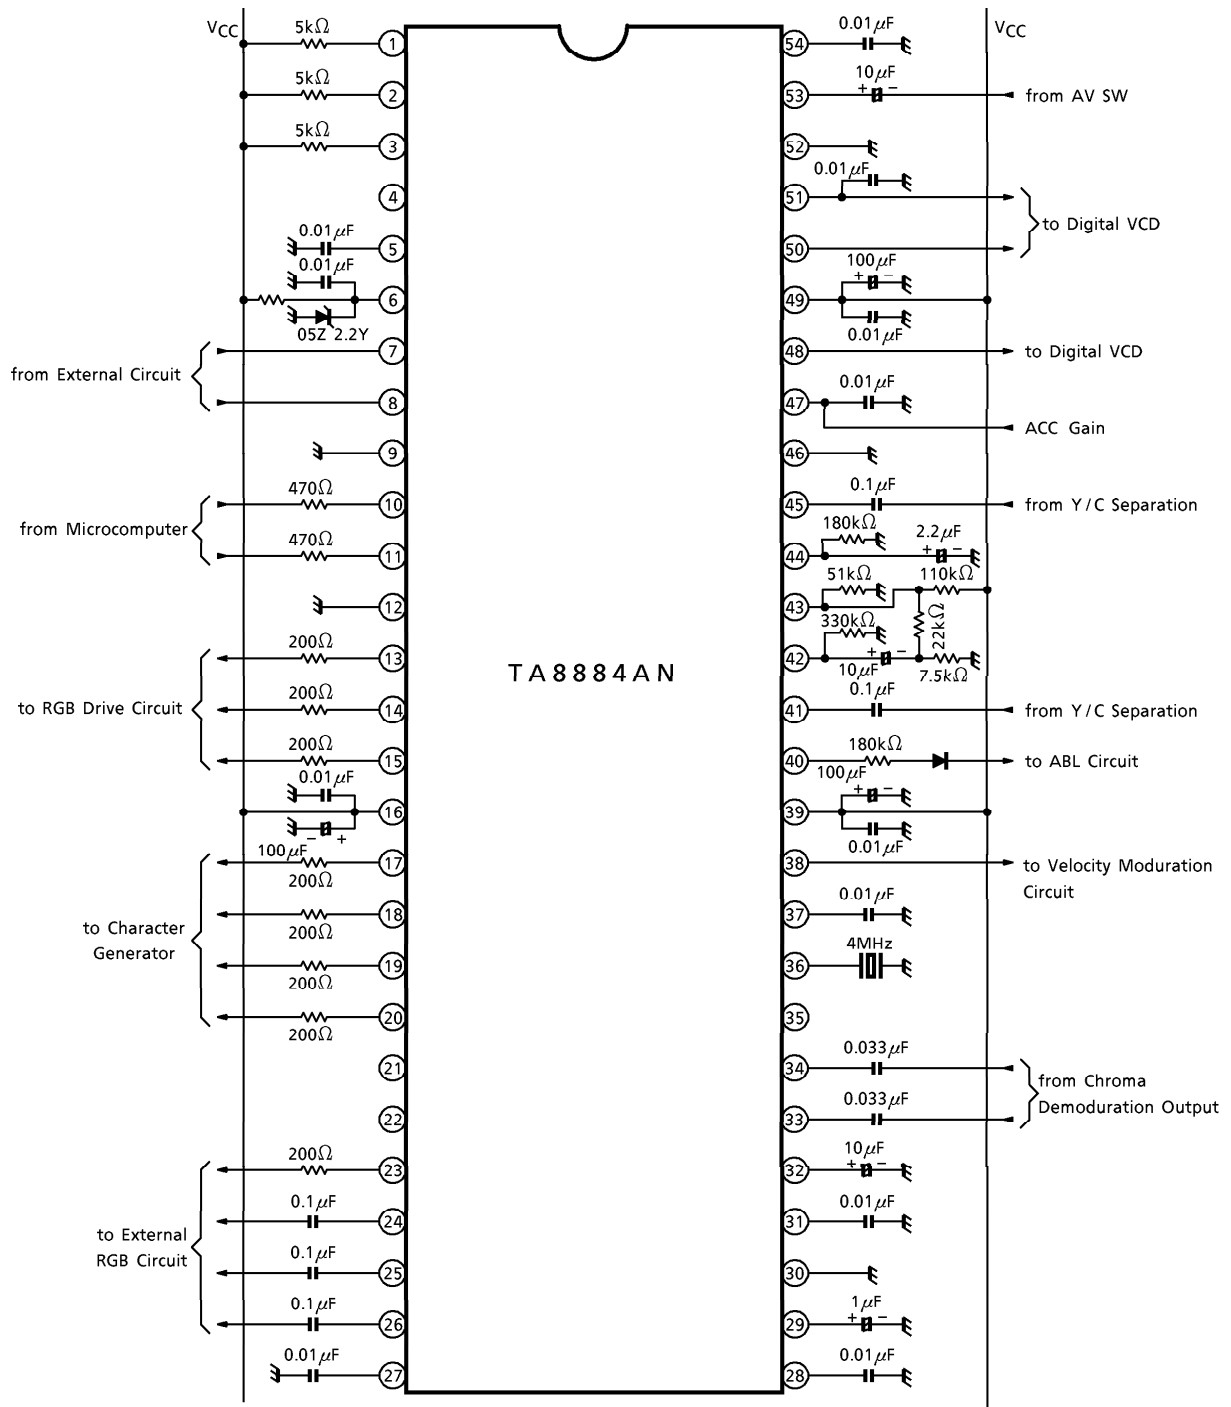 VCC
5kΩ
1
5kΩ
2
5kΩ
3
4
0.01μF
5
0.01μF
6
05Z 2.2Y
7
from External Circuit
8
9
470Ω
10
from Microcomputer
470Ω
11
12
200Ω
13
200Ω
to RGB Drive Circuit
14
200Ω
15
0.01μF
16
− +
100μF
17
200Ω
18
to Character
Generator
200Ω
19
200Ω
20
200Ω
21
22
200Ω
23
0.1μF
24
to External
RGB Circuit
0.1μF
25
0.1μF
26
0.01μF
27
TA8884AN
0.01μF
VCC
54
10μF
+ −
53
from AV SW
52
0.01μF
51
to Digital VCD
50
100μF
+ −
49
0.01μF
48
to Digital VCD
0.01μF
47
ACC Gain
46
0.1μF
45
from Y/C Separation
180kΩ
2.2μF
+ −
44
51kΩ
110kΩ
43
330kΩ
22kΩ
+ −
42
10μF
7.5kΩ
0.1μF
41
from Y/C Separation
180kΩ
40
to ABL Circuit
100μF
+ −
39
0.01μF
38
to Velocity Moduration
Circuit
0.01μF
37
4MHz
36
35
0.033μF
34
from Chroma
Demoduration Output
0.033μF
33
10μF
+ −
32
0.01μF
31
30
1μF
+ −
29
0.01μF
28